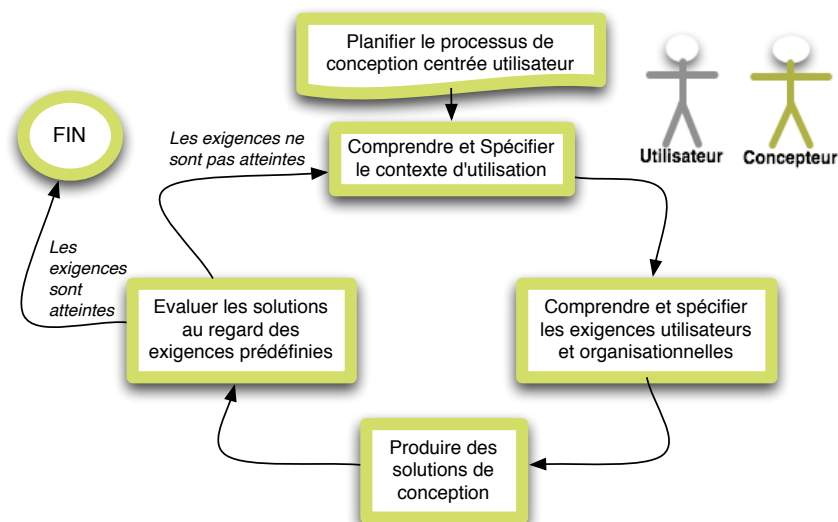 Planifier le processus de
conception centrée utilisateur
Utilisateur
Concepteur
FIN
Les exigences ne
sont pas atteintes
Comprendre et Spécifier
le contexte d'utilisation
Les
exigences
sont
atteintes
Evaluer les solutions
au regard des
exigences prédéfinies
Comprendre et spécifier
les exigences utilisateurs
et organisationnelles
Produire des
solutions de
conception